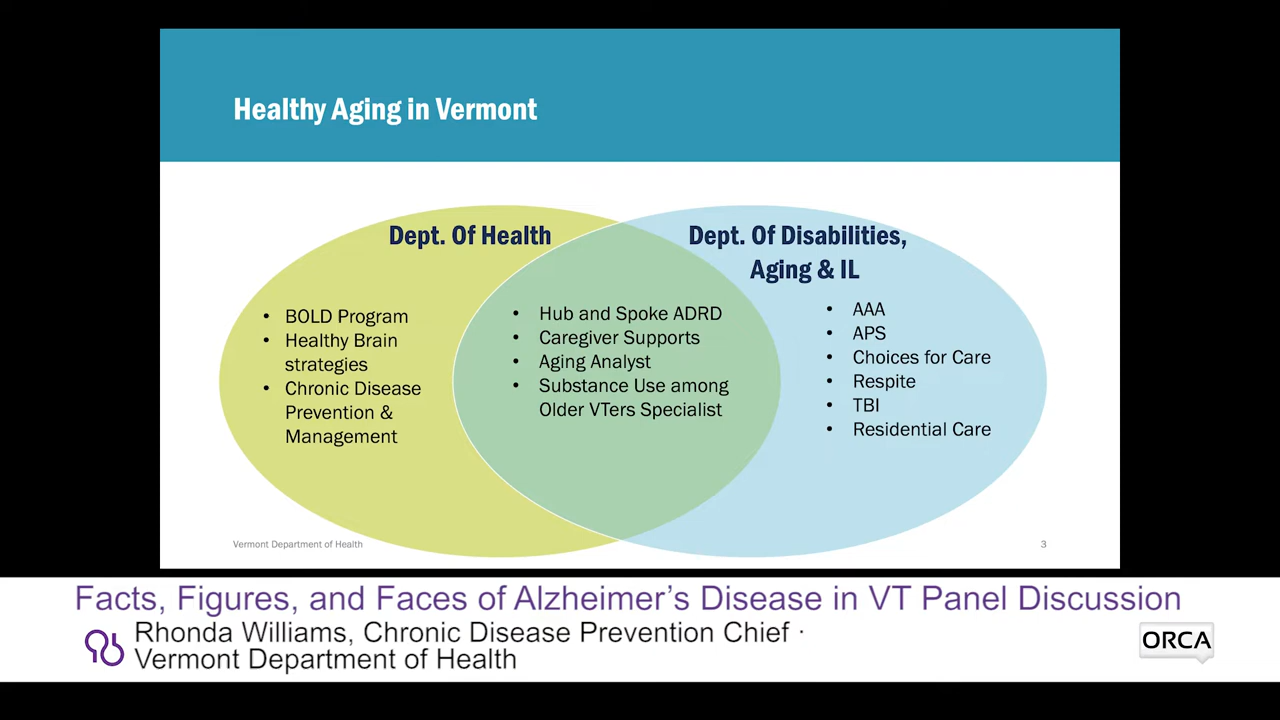 Healthy Aging in Vermont
Dept. Of Health
• BOLD Program
• Healthy Brain
strategies
• Chronic Disease
Prevention &
Management
• Hub and Spoke ADRD
• Caregiver Supports
• Aging Analyst
• Substance Use among
Older VTers Specialist
Dept. Of Disabilities,
Aging & IL
• AAA
• APS
• Choices for Care
• Respite
• TBI
• Residential Care
Vermont Department of Health
3
Facts, Figures, and Faces of Alzheimer's Disease in VT Panel Discussion
Rhonda Williams, Chronic Disease Prevention Chief ·
Vermont Department of Health
ORCA